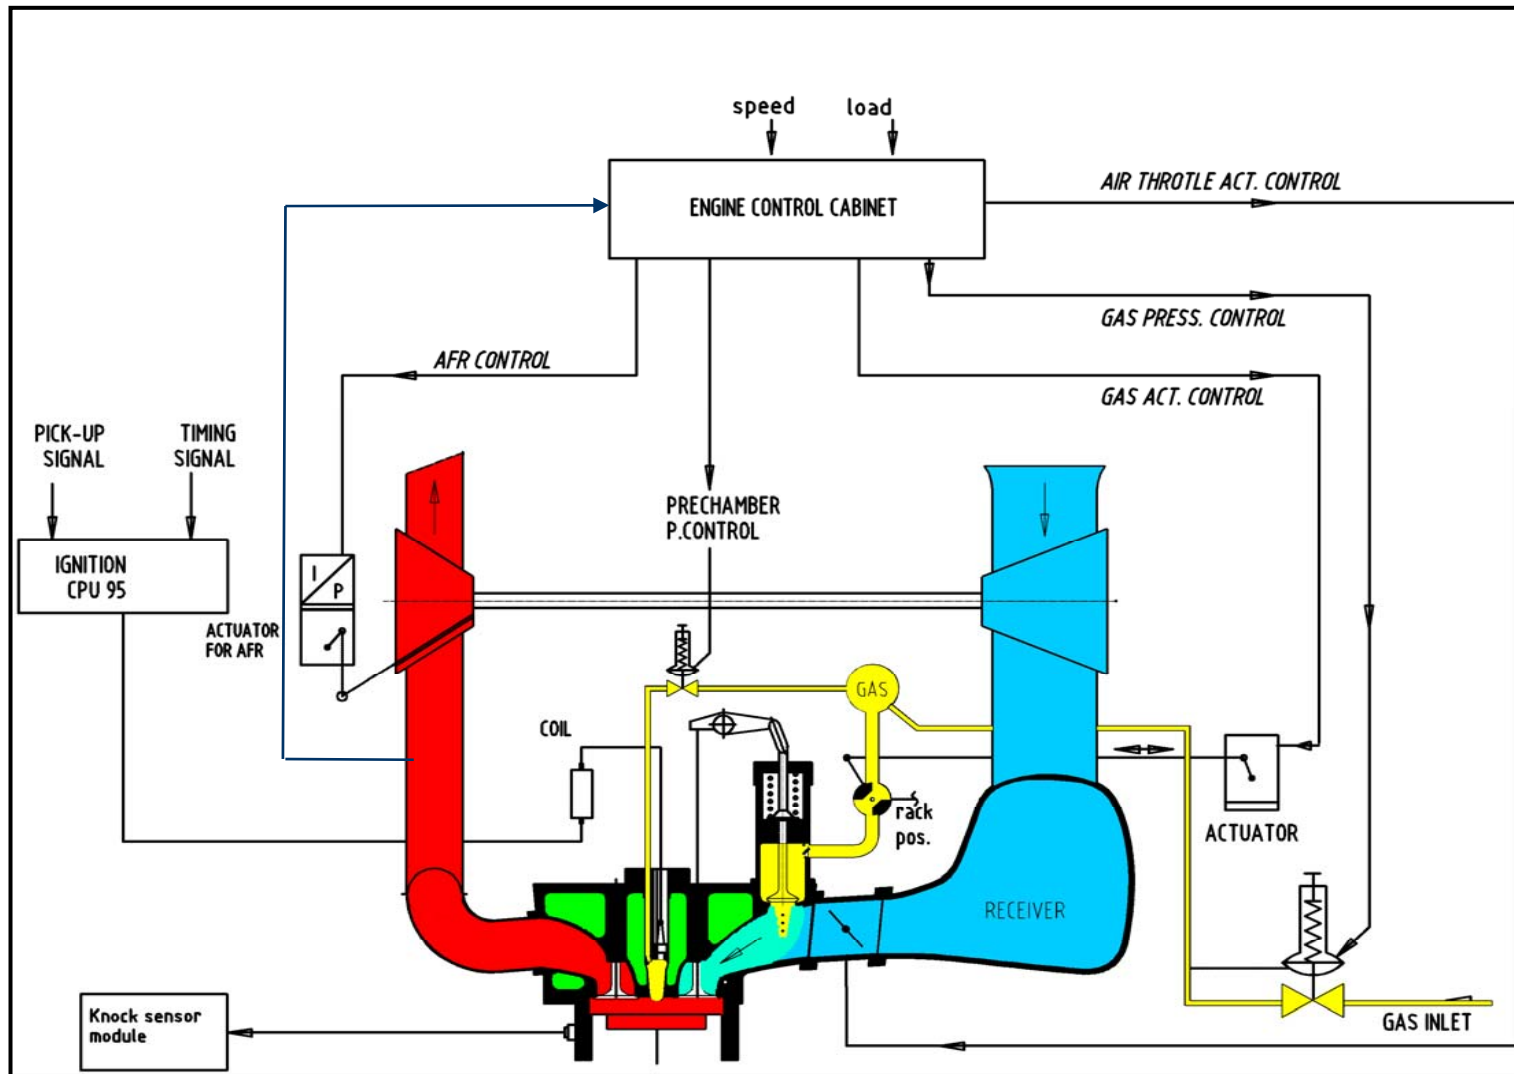 speed
load
ENGINE CONTROL CABINET
AIR THROTLE ACT. CONTROL
GAS PRESS. CONTROL
AFR CONTROL
GAS ACT. CONTROL
PICK-UP
SIGNAL
TIMING
SIGNAL
PRECHAMBER
P.CONTROL
IGNITION
CPU 95
I
P
ACTUATOR
FOR AFR
GAS
COIL
rack
pos.
ACTUATOR
RECEIVER
Knock sensor
module
GAS INLET